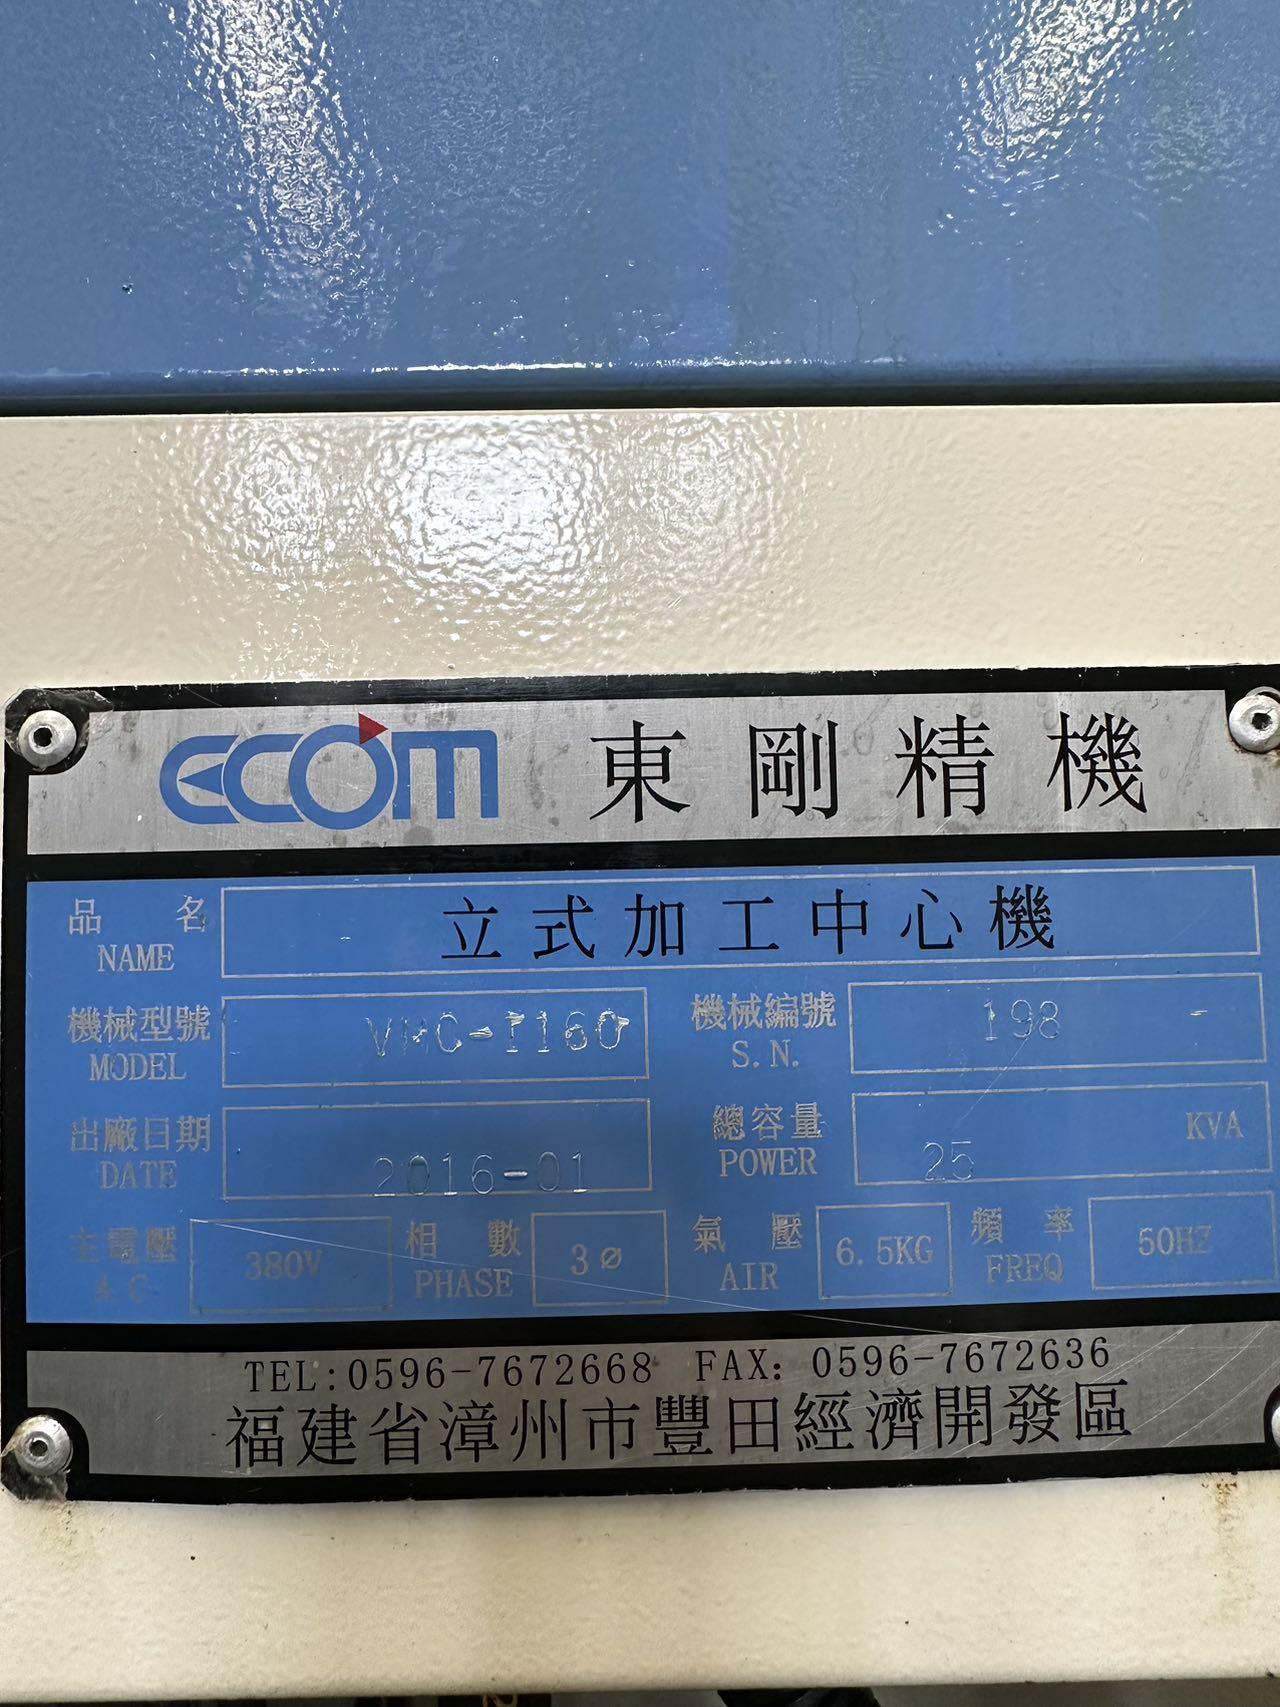 ECOM 東剛精機
品名 立式加工中心機
NAME
機械型號 VMC-1160 機械編號 198 -
MODEL S.N.
出廠日期 2016-01 總容量 25 KVA
DATE POWER
主電壓 380V 相數 3ø 氣壓 6.5KG 頻率 50HZ
A C PHASE AIR FREQ
TEL:0596-7672668 FAX: 0596-7672636
福建省漳州市豐田經濟開發區